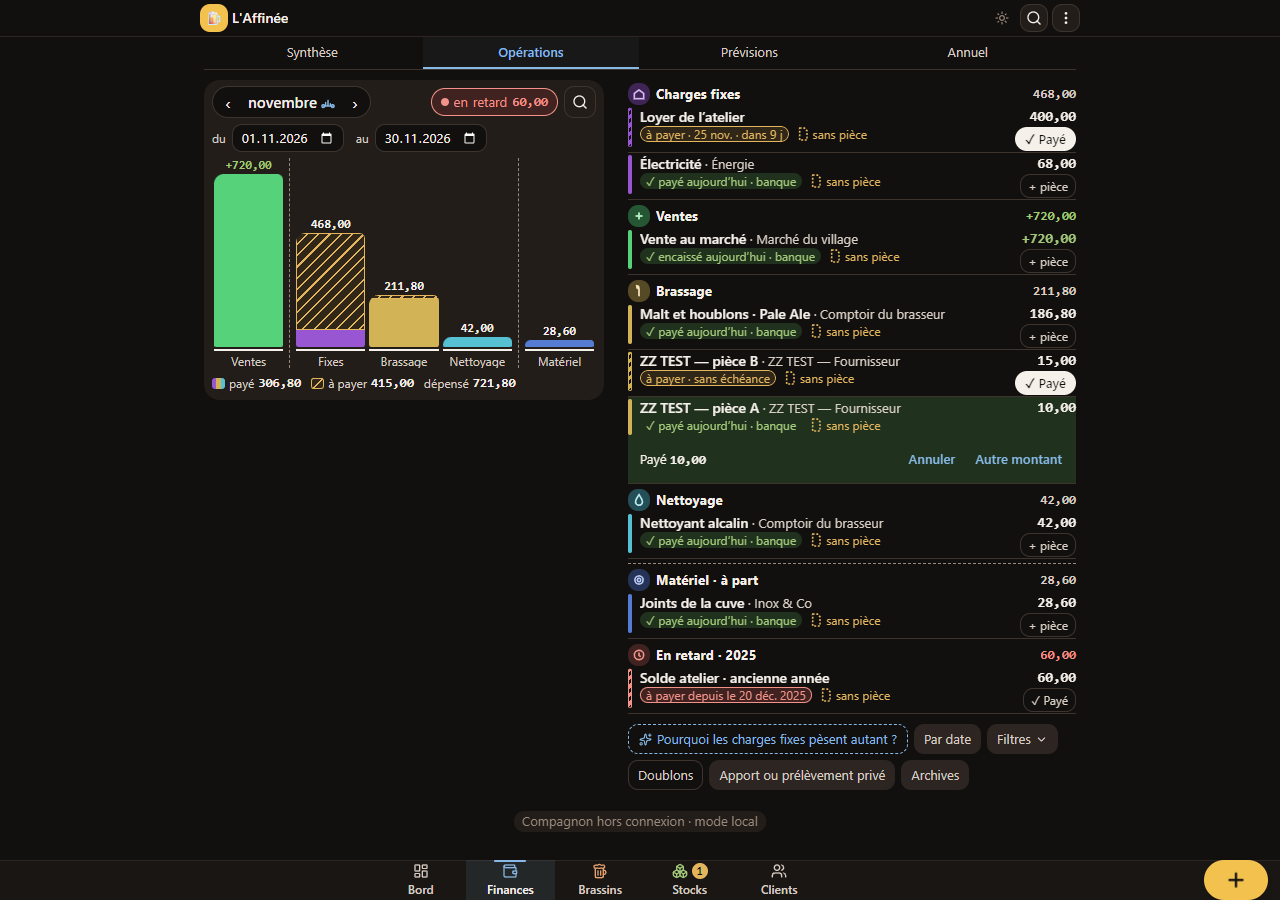 L'Affinée
Synthèse
Opérations
Prévisions
Annuel
‹ novembre ›
en retard 60,00
du 01.11.2026 au 30.11.2026
+720,00
468,00
211,80
42,00
28,60
Ventes
Fixes
Brassage
Nettoyage
Matériel
payé 306,80 à payer 415,00 dépensé 721,80
Charges fixes 468,00
Loyer de l’atelier 400,00
à payer · 25 nov. · dans 9 j sans pièce ✓ Payé
Électricité · Énergie 68,00
✓ payé aujourd’hui · banque sans pièce + pièce
Ventes +720,00
Vente au marché · Marché du village +720,00
✓ encaissé aujourd’hui · banque sans pièce + pièce
Brassage 211,80
Malt et houblons · Pale Ale · Comptoir du brasseur 186,80
✓ payé aujourd’hui · banque sans pièce + pièce
ZZ TEST — pièce B · ZZ TEST — Fournisseur 15,00
à payer · sans échéance sans pièce ✓ Payé
ZZ TEST — pièce A · ZZ TEST — Fournisseur 10,00
✓ payé aujourd’hui · banque sans pièce
Payé 10,00 Annuler Autre montant
Nettoyage 42,00
Nettoyant alcalin · Comptoir du brasseur 42,00
✓ payé aujourd’hui · banque sans pièce + pièce
Matériel · à part 28,60
Joints de la cuve · Inox & Co 28,60
✓ payé aujourd’hui · banque sans pièce + pièce
En retard · 2025 60,00
Solde atelier · ancienne année 60,00
à payer depuis le 20 déc. 2025 sans pièce ✓ Payé
Pourquoi les charges fixes pèsent autant ? Par date Filtres
Doublons Apport ou prélèvement privé Archives
Compagnon hors connexion · mode local
Bord
Finances
Brassins
Stocks 1
Clients
+